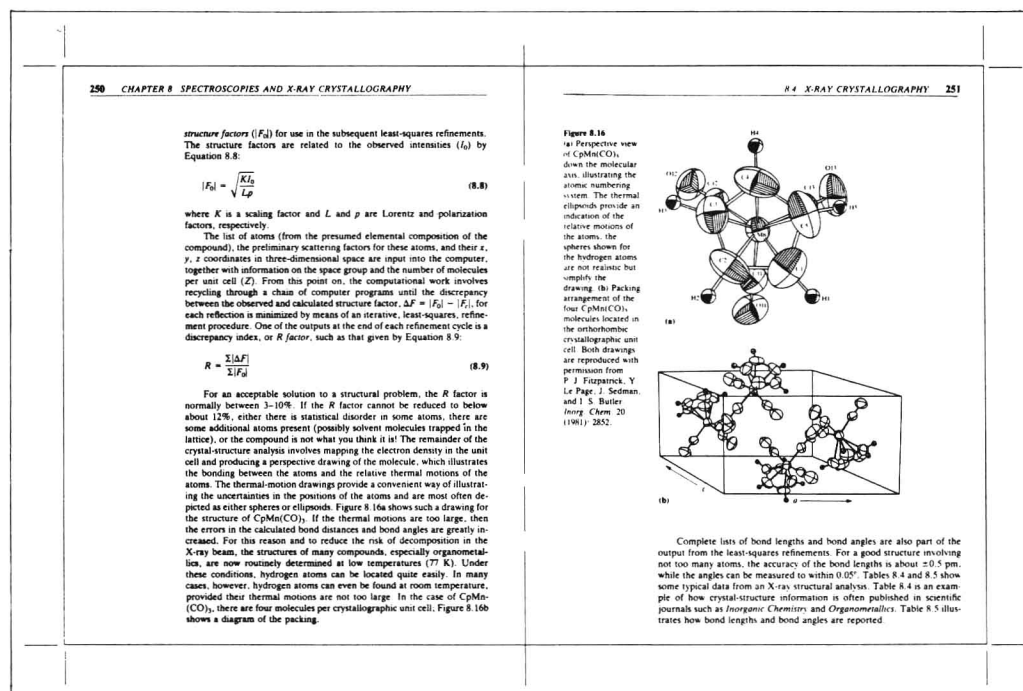 250 CHAPTER 8 SPECTROSCOPIES AND X-RAY CRYSTALLOGRAPHY
structure factors (|F₀|) for use in the subsequent least-squares refinements.
The structure factors are related to the observed intensities (I₀) by
Equation 8.8:
|F₀| = √(KI₀/Lp) (8.8)
where K is a scaling factor and L and p are Lorentz and polarization
factors, respectively.
The list of atoms (from the presumed elemental composition of the
compound), the preliminary scattering factors for these atoms, and their x,
y, z coordinates in three-dimensional space are input into the computer,
together with information on the space group and the number of molecules
per unit cell (Z). From this point on, the computational work involves
recycling through a chain of computer programs until the discrepancy
between the observed and calculated structure factor, ΔF = |F₀| − |F꜀|, for
each reflection is minimized by means of an iterative, least-squares, refine-
ment procedure. One of the outputs at the end of each refinement cycle is a
discrepancy index, or R factor, such as that given by Equation 8.9:
R = Σ|ΔF| / Σ|F₀| (8.9)
For an acceptable solution to a structural problem, the R factor is
normally between 3-10%. If the R factor cannot be reduced to below
about 12%, either there is statistical disorder in some atoms, there are
some additional atoms present (possibly solvent molecules trapped in the
lattice), or the compound is not what you think it is! The remainder of the
crystal-structure analysis involves mapping the electron density in the unit
cell and producing a perspective drawing of the molecule, which illustrates
the bonding between the atoms and the relative thermal motions of the
atoms. The thermal-motion drawings provide a convenient way of illustrat-
ing the uncertainties in the positions of the atoms and are most often de-
picted as either spheres or ellipsoids. Figure 8.16a shows such a drawing for
the structure of CpMn(CO)₃. If the thermal motions are too large, then
the errors in the calculated bond distances and bond angles are greatly in-
creased. For this reason and to reduce the risk of decomposition in the
X-ray beam, the structures of many compounds, especially organometal-
lics, are now routinely determined at low temperatures (77 K). Under
these conditions, hydrogen atoms can be located quite easily. In many
cases, however, hydrogen atoms can even be found at room temperature,
provided their thermal motions are not too large. In the case of CpMn-
(CO)₃, there are four molecules per crystallographic unit cell; Figure 8.16b
shows a diagram of the packing.
8.4 X-RAY CRYSTALLOGRAPHY 251
Figure 8.16
(a) Perspective view
of CpMn(CO)₃
down the molecular
axis, illustrating the
atomic numbering
system. The thermal
ellipsoids provide an
indication of the
relative motions of
the atoms, the
spheres shown for
the hydrogen atoms
are not realistic but
simplify the
drawing. (b) Packing
arrangement of the
four CpMn(CO)₃
molecules located in
the orthorhombic
crystallographic unit
cell. Both drawings
are reproduced with
permission from
P. J. Fitzpatrick, Y.
Le Page, J. Sedman,
and I. S. Butler
Inorg. Chem. 20
(1981): 2852.
H4
Mn
H2
H1
(a)
(b)
c
a
Complete lists of bond lengths and bond angles are also part of the
output from the least-squares refinements. For a good structure involving
not too many atoms, the accuracy of the bond lengths is about ±0.5 pm,
while the angles can be measured to within 0.05°. Tables 8.4 and 8.5 show
some typical data from an X-ray structural analysis. Table 8.4 is an exam-
ple of how crystal-structure information is often published in scientific
journals such as Inorganic Chemistry and Organometallics. Table 8.5 illus-
trates how bond lengths and bond angles are reported.